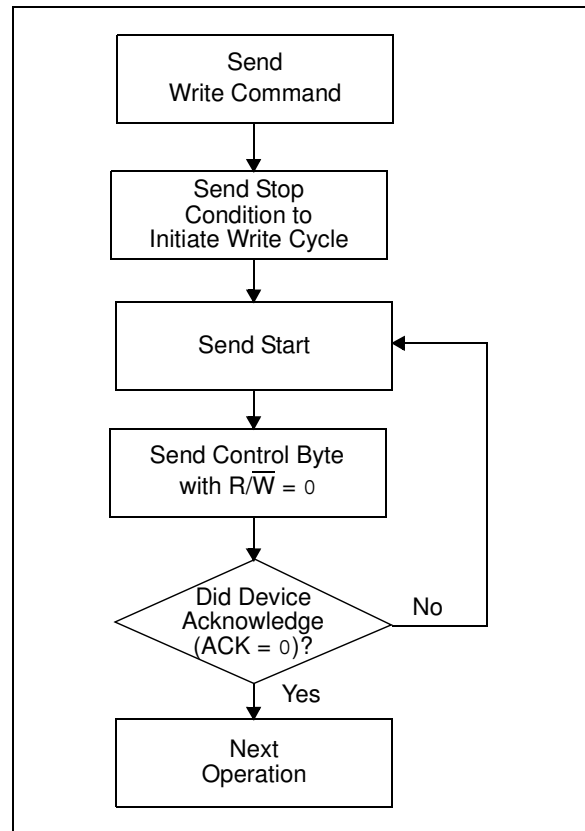 Send
Write Command
Send Stop
Condition to
Initiate Write Cycle
Send Start
Send Control Byte
with R/W̅ = 0
Did Device
Acknowledge
(ACK = 0)?
No
Yes
Next
Operation